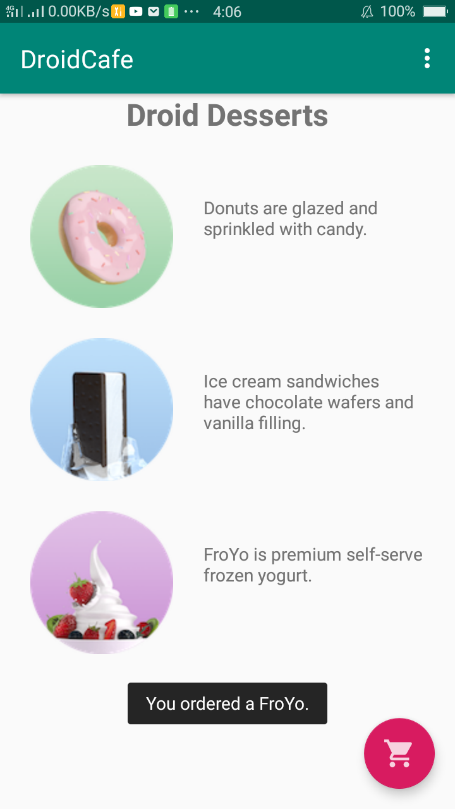 4G 0.00KB/s 4:06 100%
DroidCafe
Droid Desserts
Donuts are glazed and
sprinkled with candy.
Ice cream sandwiches
have chocolate wafers and
vanilla filling.
FroYo is premium self-serve
frozen yogurt.
You ordered a FroYo.